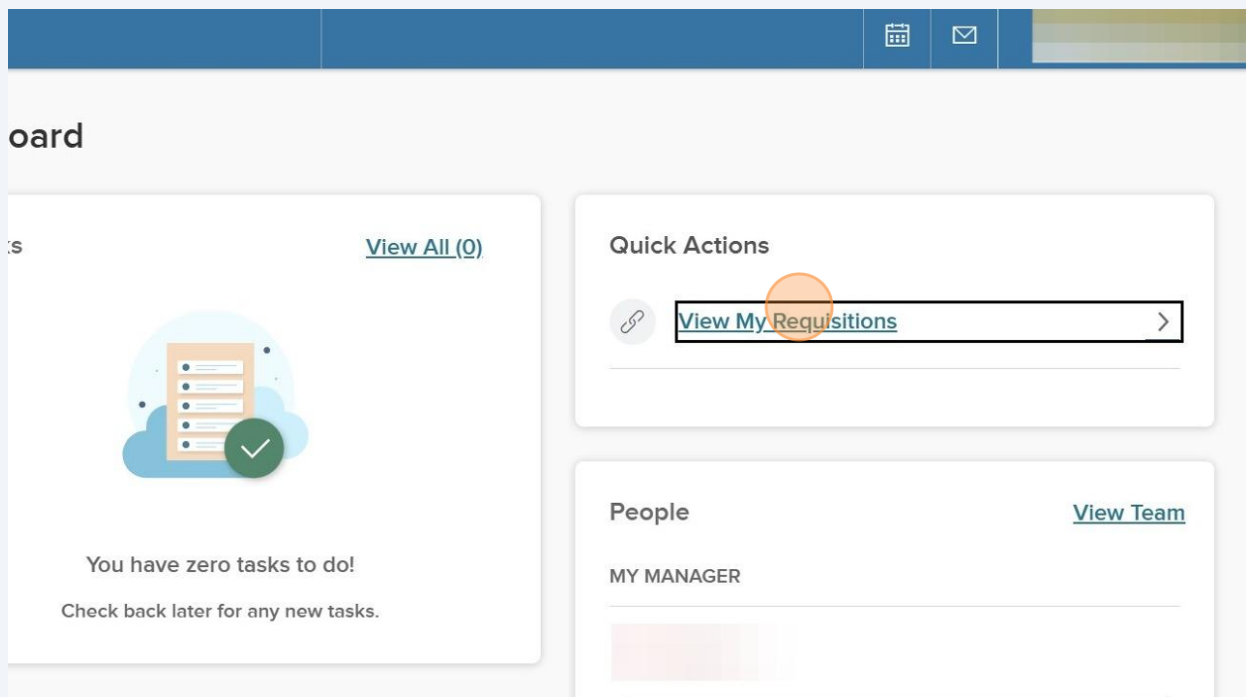 oard
ks
View All (0)
Quick Actions
View My Requisitions
You have zero tasks to do!
Check back later for any new tasks.
People
View Team
MY MANAGER